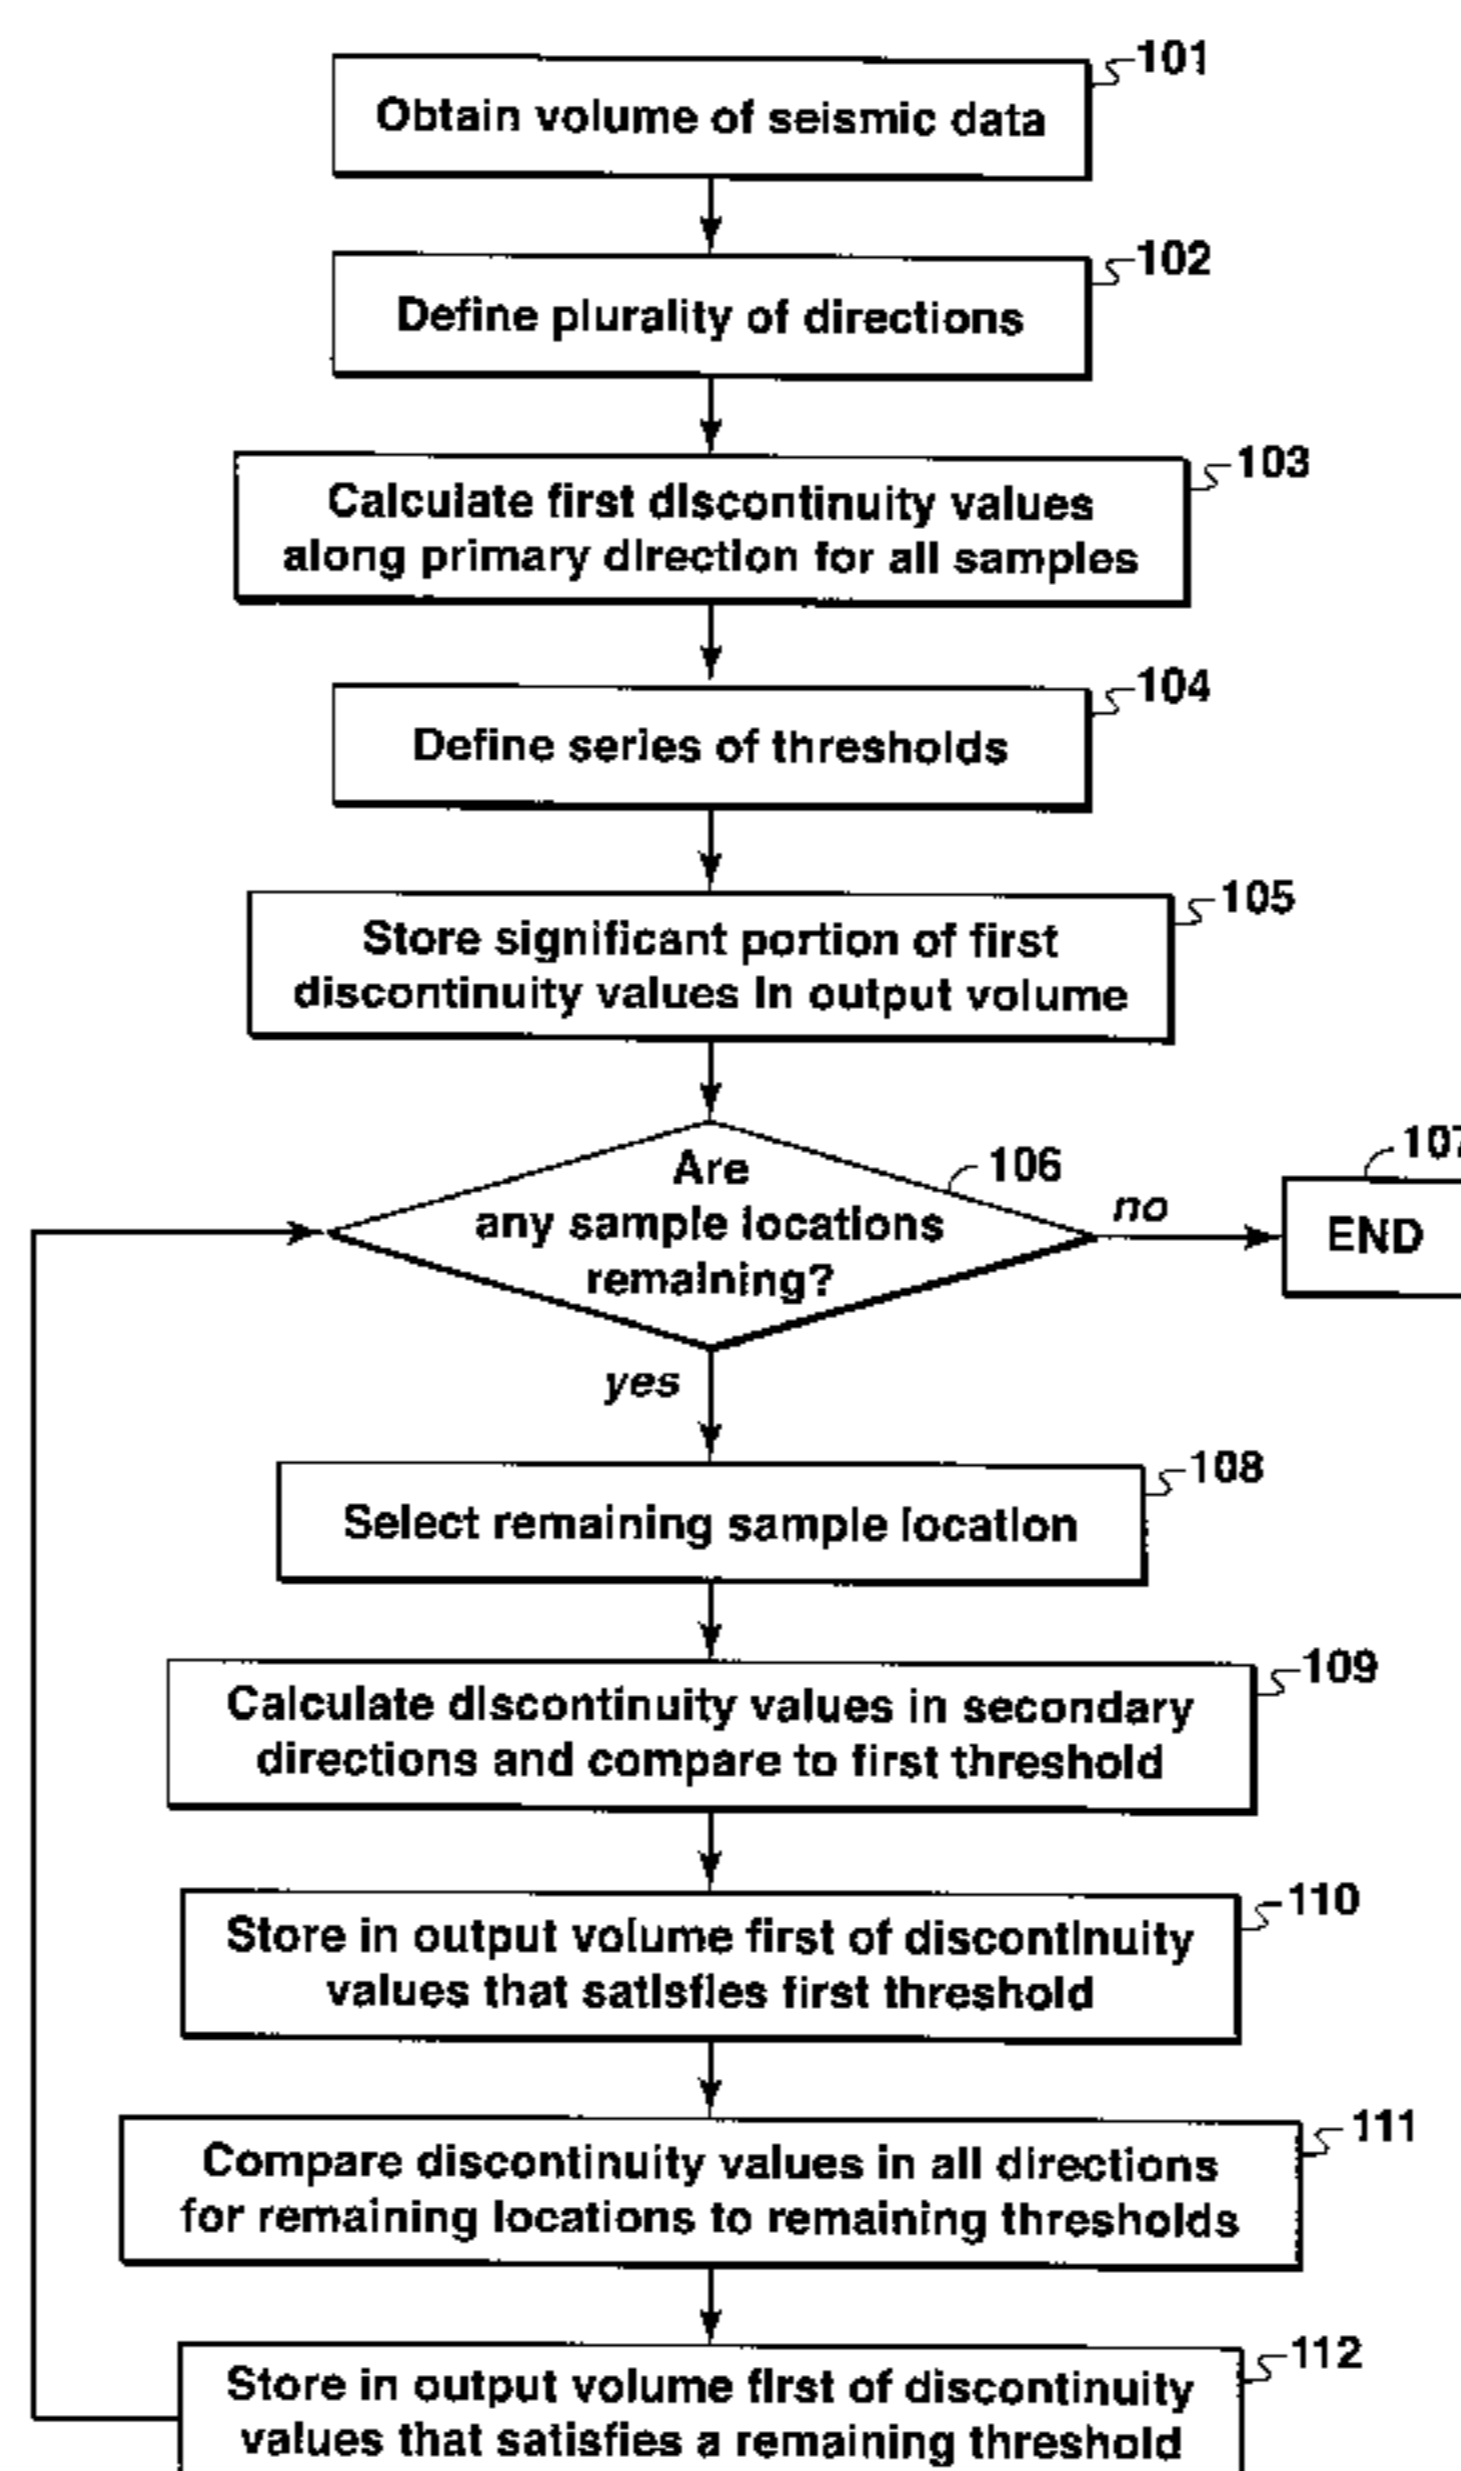 101
Obtain volume of seismic data
102
Define plurality of directions
103
Calculate first discontinuity values
along primary direction for all samples
104
Define series of thresholds
105
Store significant portion of first
discontinuity values in output volume
106
Are
any sample locations
remaining?
no
107
END
yes
108
Select remaining sample location
109
Calculate discontinuity values in secondary
directions and compare to first threshold
110
Store in output volume first of discontinuity
values that satisfies first threshold
111
Compare discontinuity values in all directions
for remaining locations to remaining thresholds
112
Store in output volume first of discontinuity
values that satisfies a remaining threshold